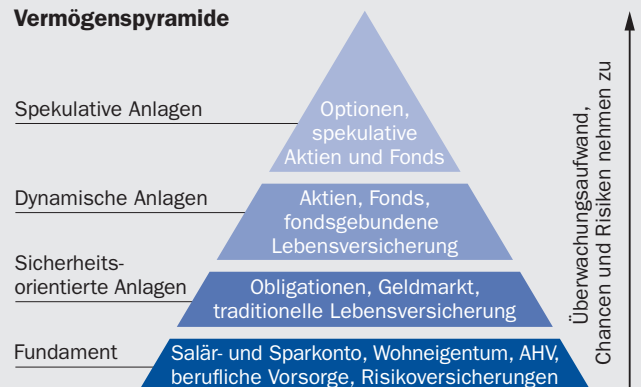 Vermögenspyramide
Spekulative Anlagen
Optionen,
spekulative
Aktien und Fonds
Dynamische Anlagen
Aktien, Fonds,
fondsgebundene
Lebensversicherung
Sicherheits-
orientierte Anlagen
Obligationen, Geldmarkt,
traditionelle Lebensversicherung
Fundament
Salär- und Sparkonto, Wohneigentum, AHV,
berufliche Vorsorge, Risikoversicherungen
Überwachungsaufwand,
Chancen und Risiken nehmen zu